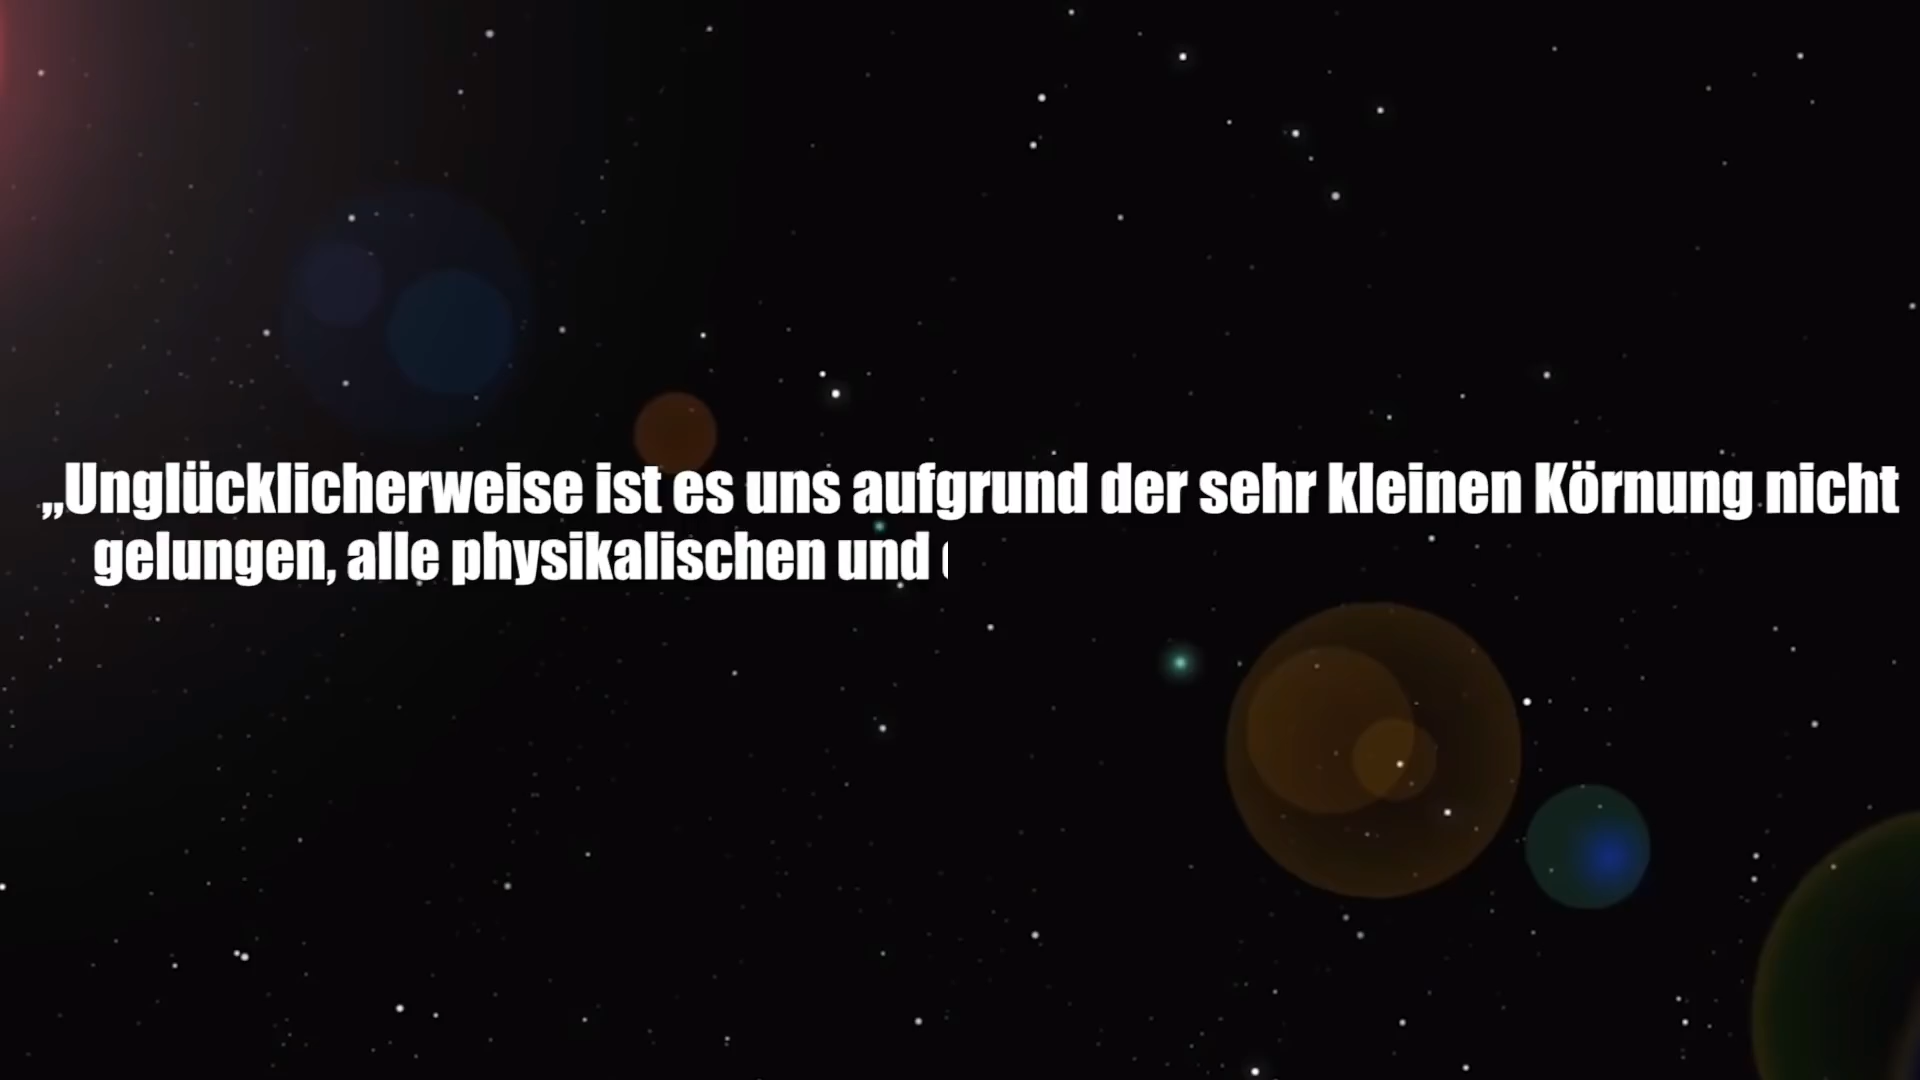 „Unglücklicherweise ist es uns aufgrund der sehr kleinen Körnung nicht
gelungen, alle physikalischen und